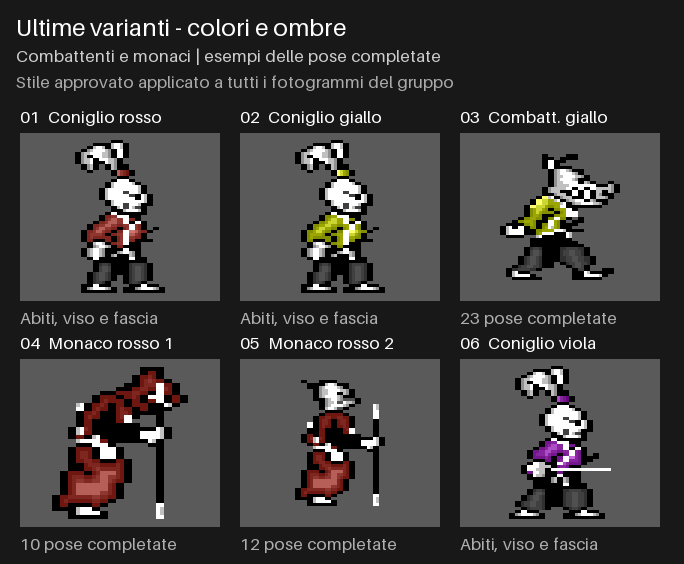 Ultime varianti - colori e ombre
Combattenti e monaci | esempi delle pose completate
Stile approvato applicato a tutti i fotogrammi del gruppo
01 Coniglio rosso
02 Coniglio giallo
03 Combatt. giallo
Abiti, viso e fascia
Abiti, viso e fascia
23 pose completate
04 Monaco rosso 1
05 Monaco rosso 2
06 Coniglio viola
10 pose completate
12 pose completate
Abiti, viso e fascia